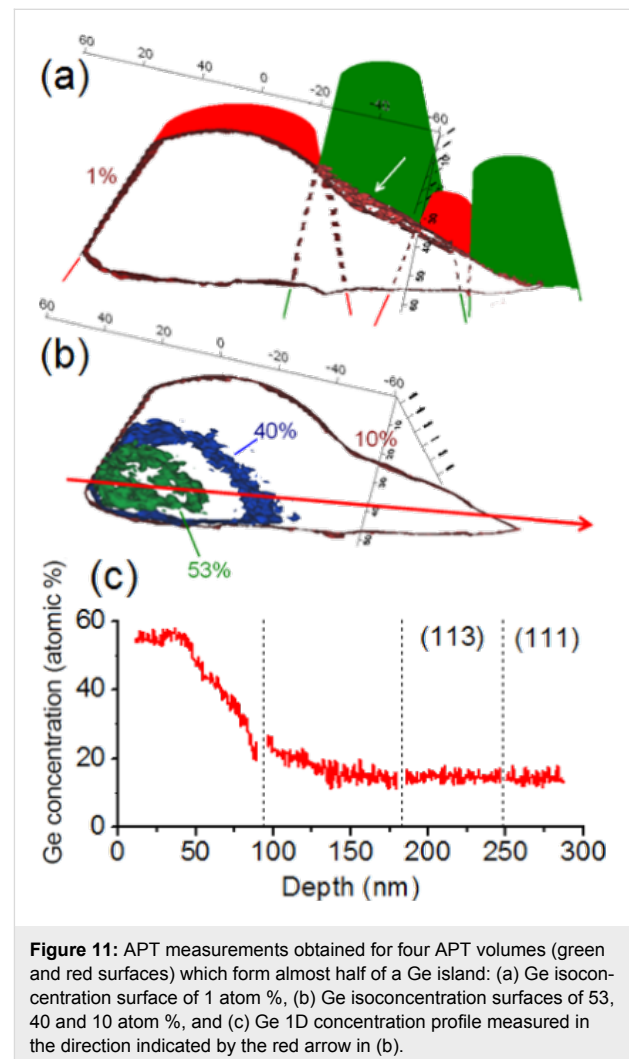 (a)
60
40
20
0
-20
-40
-60
1%
(b)
60
40
20
0
-20
-40
-60
40%
10%
53%
(c)
Ge concentration (atomic %)
60
40
20
0
(113)
(111)
0 50 100 150 200 250 300
Depth (nm)
Figure 11: APT measurements obtained for four APT volumes (green
and red surfaces) which form almost half of a Ge island: (a) Ge isocon-
centration surface of 1 atom %, (b) Ge isoconcentration surfaces of 53,
40 and 10 atom %, and (c) Ge 1D concentration profile measured in
the direction indicated by the red arrow in (b).